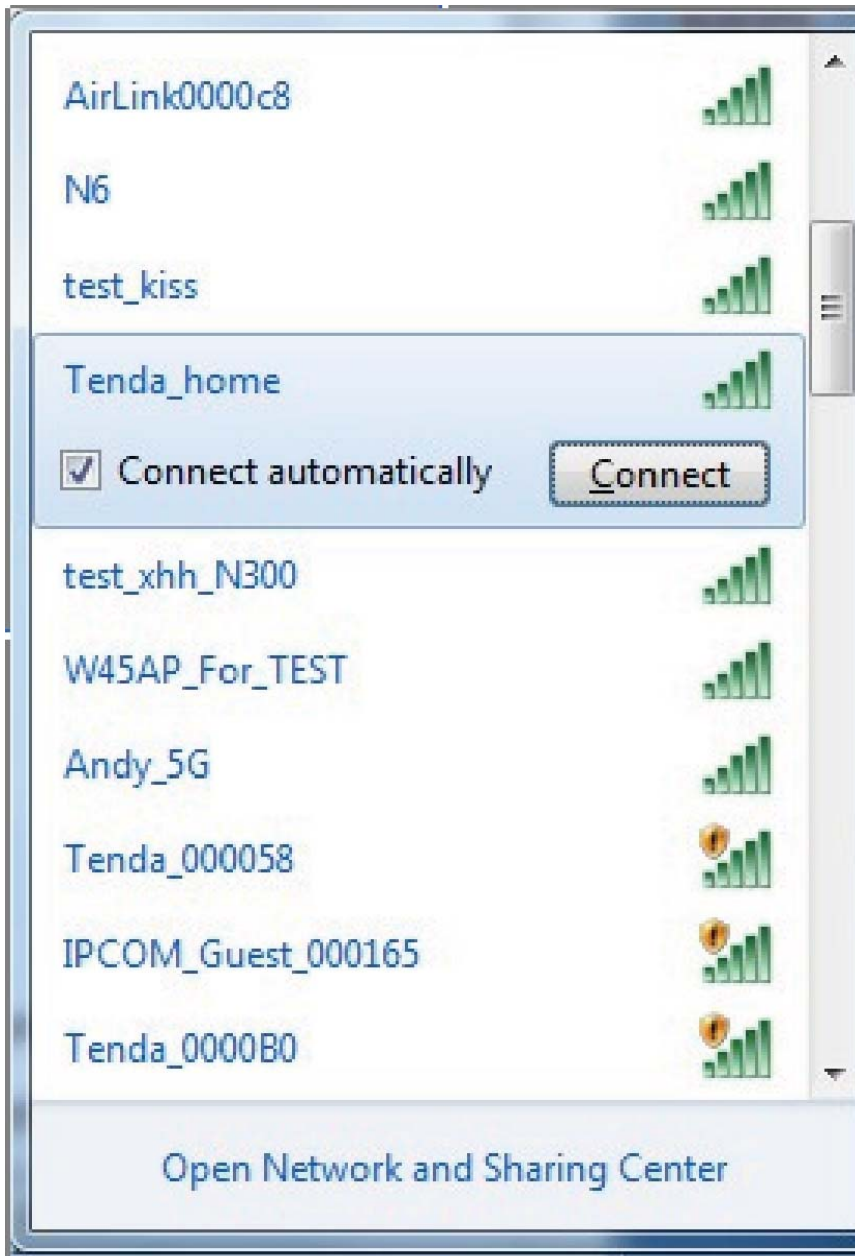 AirLink0000c8
N6
test_kiss
Tenda_home
Connect automatically Connect
test_xhh_N300
W45AP_For_TEST
Andy_5G
Tenda_000058
IPCOM_Guest_000165
Tenda_0000B0
Open Network and Sharing Center